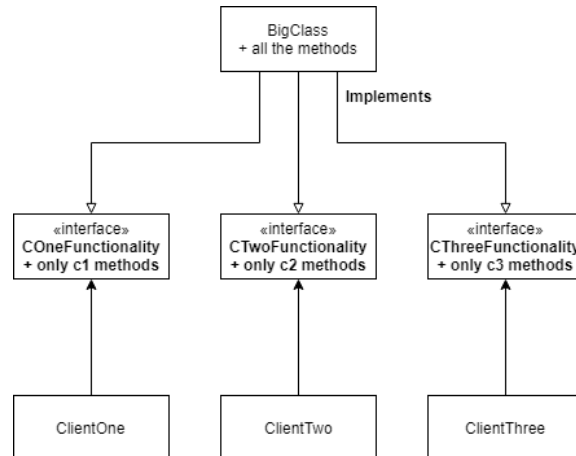 BigClass
+ all the methods
Implements
«interface»
COneFunctionality
+ only c1 methods
«interface»
CTwoFunctionality
+ only c2 methods
«interface»
CThreeFunctionality
+ only c3 methods
ClientOne
ClientTwo
ClientThree